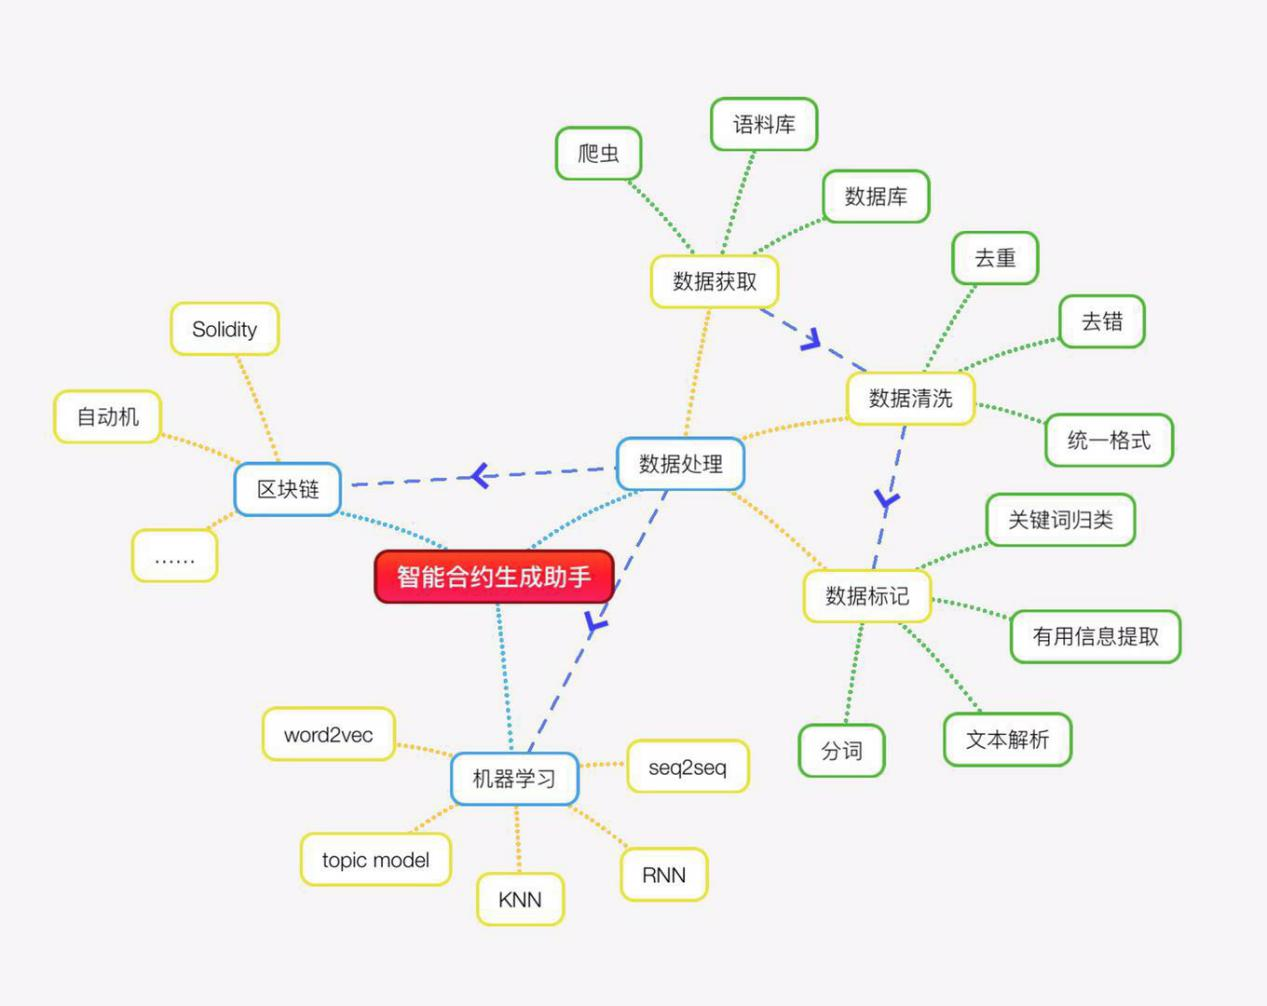 语料库
爬虫
数据库
去重
数据获取
去错
Solidity
数据清洗
自动机
统一格式
数据处理
区块链
关键词归类
……
智能合约生成助手
数据标记
有用信息提取
word2vec
文本解析
分词
seq2seq
机器学习
topic model
RNN
KNN